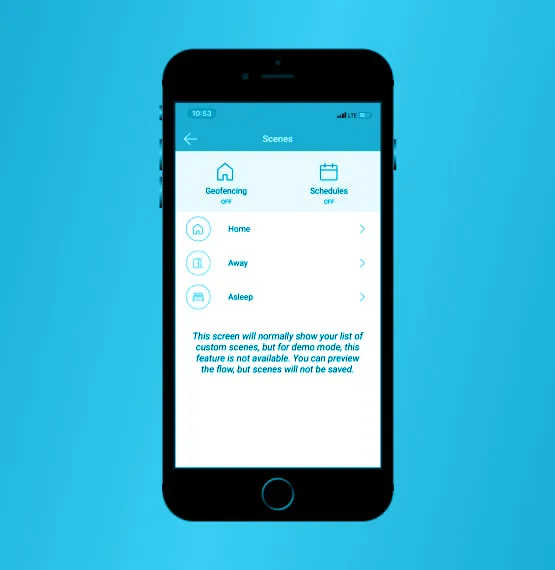 10:53 LTE
Scenes
Geofencing Schedules
OFF OFF
Home
Away
Asleep
This screen will normally show your list of
custom scenes, but for demo mode, this
feature is not available. You can preview
the flow, but scenes will not be saved.